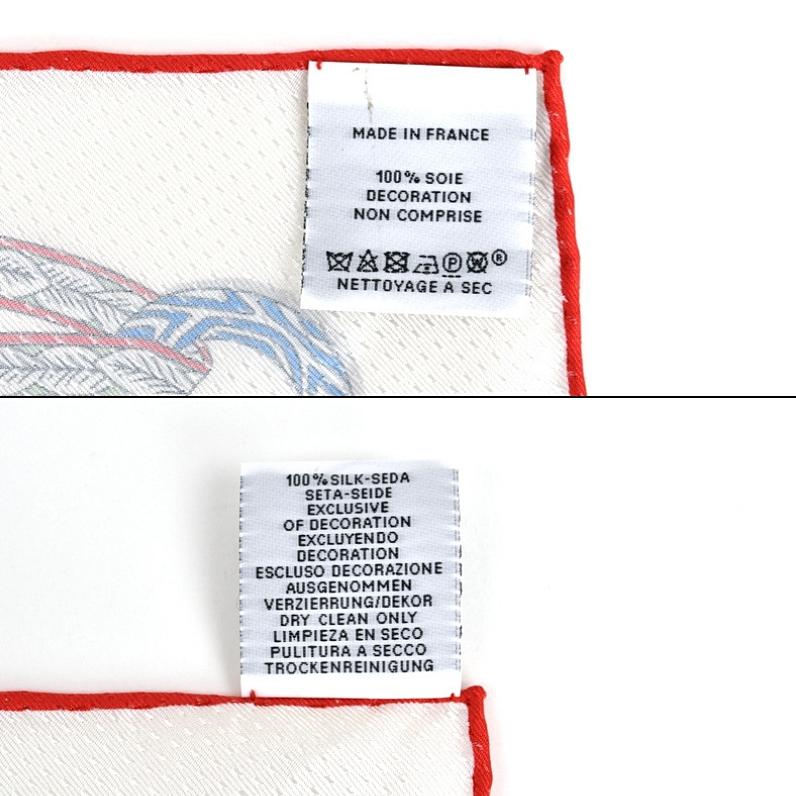 MADE IN FRANCE
100% SOIE
DECORATION
NON COMPRISE
P W ®
NETTOYAGE A SEC
100% SILK-SEDA
SETA-SEIDE
EXCLUSIVE
OF DECORATION
EXCLUYENDO
DECORATION
ESCLUSO DECORAZIONE
AUSGENOMMEN
VERZIERRUNG/DEKOR
DRY CLEAN ONLY
LIMPIEZA EN SECO
PULITURA A SECCO
TROCKENREINIGUNG